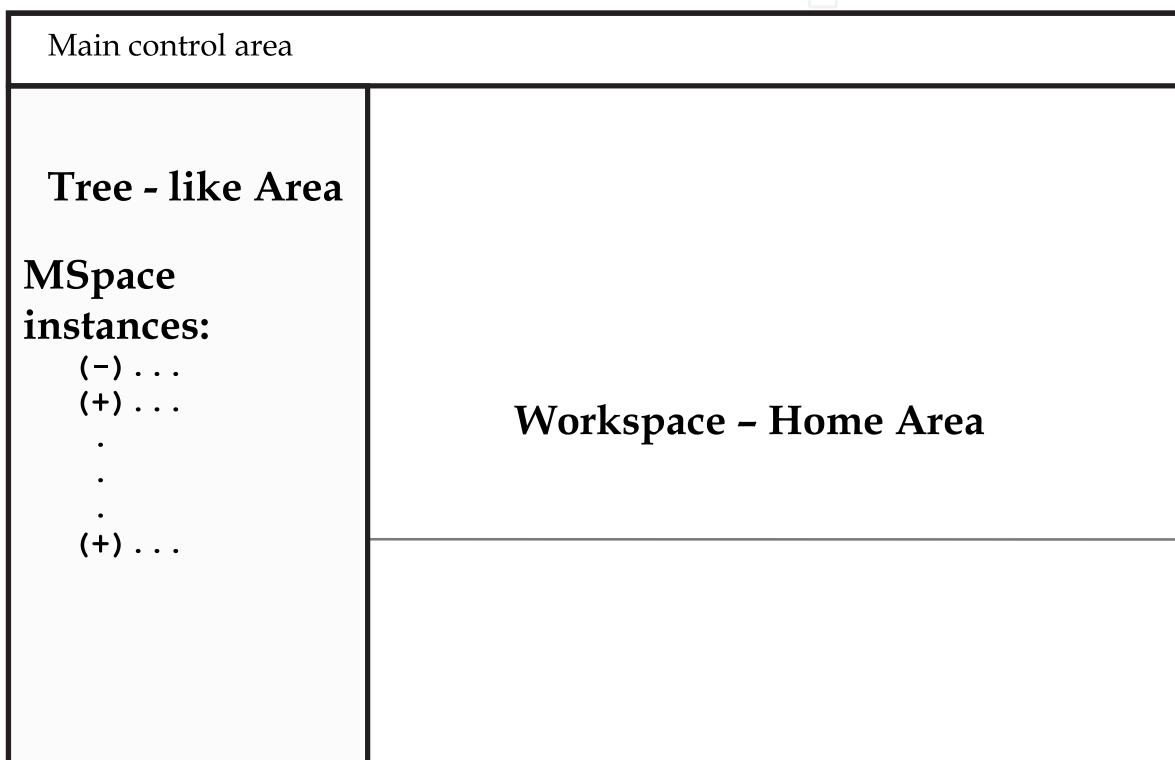 Main control area
Tree - like Area
MSpace
instances:
(-) ...
(+) ...
.
.
.
(+) ...
Workspace – Home Area